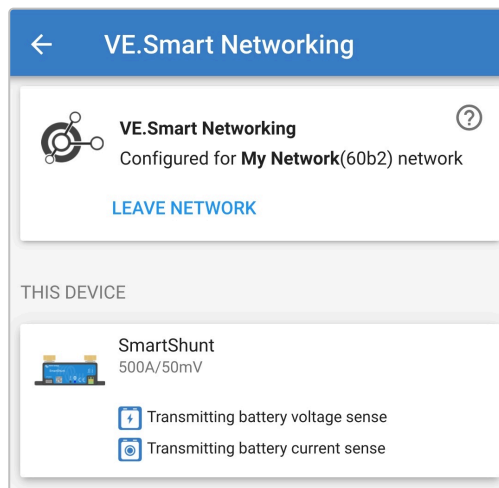 VE.Smart Networking
VE.Smart Networking
Configured for My Network(60b2) network
LEAVE NETWORK
THIS DEVICE
SmartShunt
500A/50mV
Transmitting battery voltage sense
Transmitting battery current sense